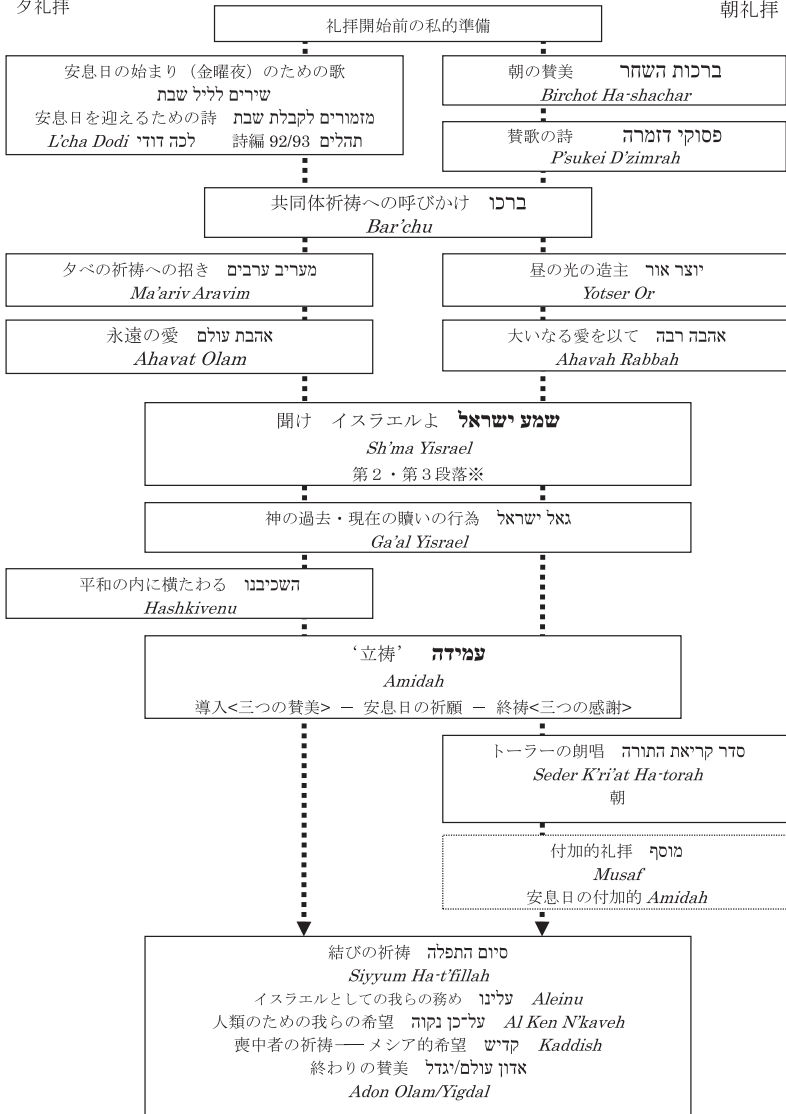 夕礼拝
朝礼拝
礼拝開始前の私的準備
安息日の始まり（金曜夜）のための歌
שירים לליל שבת
安息日を迎えるための詩 מזמורים לקבלת שבת
L'cha Dodi לכה דודי 詩編 92/93 תהלים
朝の賛美 ברכות השחר
Birchot Ha-shachar
賛歌の詩 פסוקי דזמרה
P'sukei D'zimrah
共同体祈祷への呼びかけ ברכו
Bar'chu
夕べの祈祷への招き מעריב ערבים
Ma'ariv Aravim
昼の光の造主 יוצר אור
Yotser Or
永遠の愛 אהבת עולם
Ahavat Olam
大いなる愛を以て אהבה רבה
Ahavah Rabbah
聞け イスラエルよ שמע ישראל
Sh'ma Yisrael
第２・第３段落※
神の過去・現在の贖いの行為 גאל ישראל
Ga'al Yisrael
平和の内に横たわる השכיבנו
Hashkivenu
‘立祷’ עמידה
Amidah
導入<三つの賛美> － 安息日の祈願 － 終祷<三つの感謝>
トーラーの朗唱 סדר קריאת התורה
Seder K'ri'at Ha-torah
朝
付加的礼拝 מוסף
Musaf
安息日の付加的 Amidah
結びの祈祷 סיום התפלה
Siyyum Ha-t'fillah
イスラエルとしての我らの務め עלינו Aleinu
人類のための我らの希望 על־כן נקוה Al Ken N'kaveh
喪中者の祈祷――メシア的希望 קדיש Kaddish
終わりの賛美 אדון עולם/יגדל
Adon Olam/Yigdal